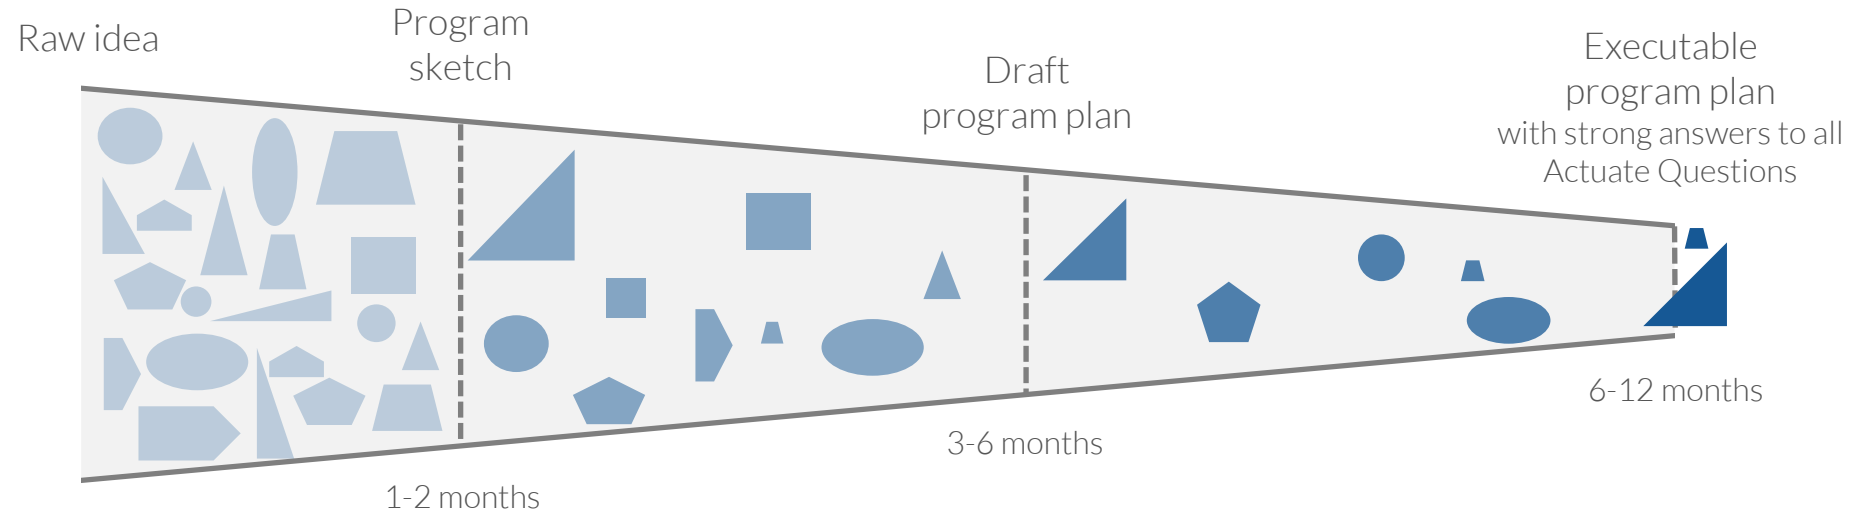 Raw idea
Program
sketch
Draft
program plan
Executable
program plan
with strong answers to all
Actuate Questions
1-2 months
3-6 months
6-12 months